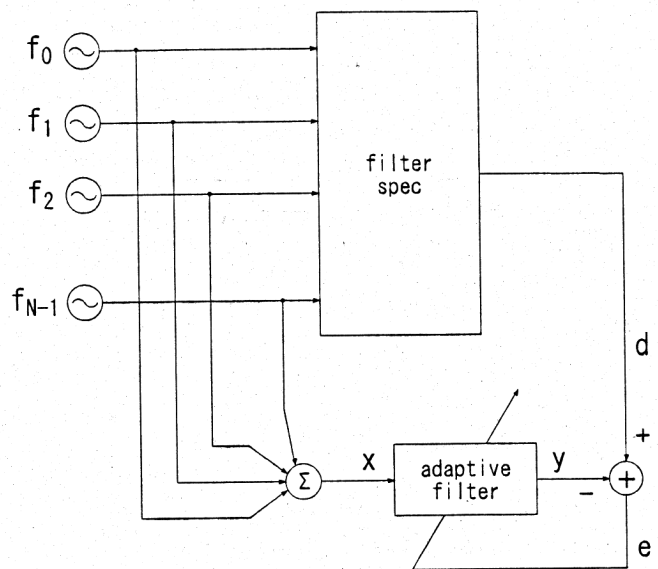 f0
f1
f2
fN-1
filter
spec
d
+
x
adaptive
filter
y
−
+
e
Σ